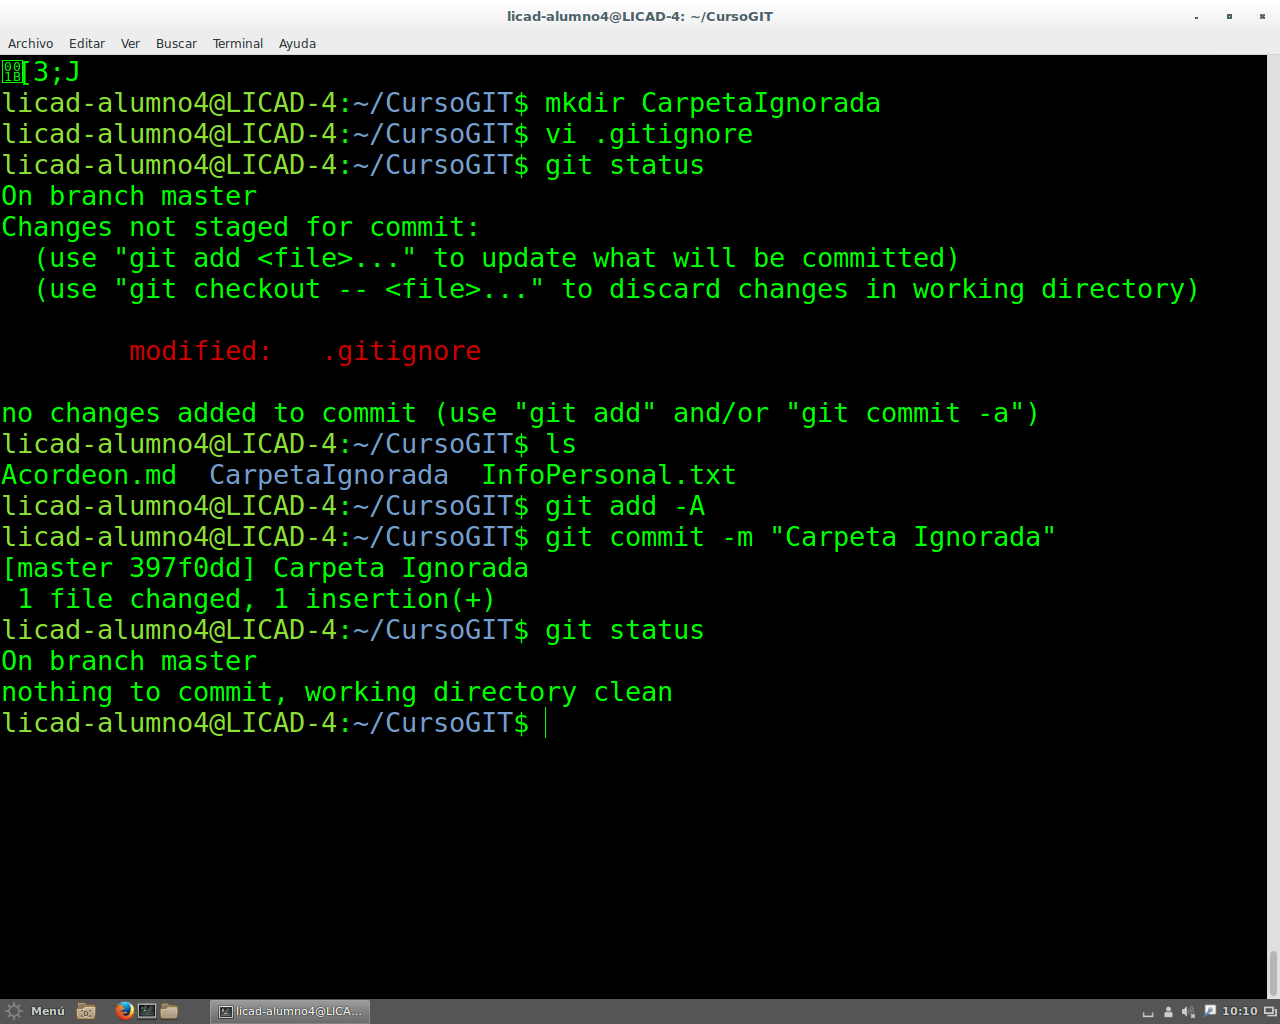 licad-alumno4@LICAD-4: ~/CursoGIT
Archivo Editar Ver Buscar Terminal Ayuda
[3;J
licad-alumno4@LICAD-4:~/CursoGIT$ mkdir CarpetaIgnorada
licad-alumno4@LICAD-4:~/CursoGIT$ vi .gitignore
licad-alumno4@LICAD-4:~/CursoGIT$ git status
On branch master
Changes not staged for commit:
  (use "git add <file>..." to update what will be committed)
  (use "git checkout -- <file>..." to discard changes in working directory)
        modified:   .gitignore
no changes added to commit (use "git add" and/or "git commit -a")
licad-alumno4@LICAD-4:~/CursoGIT$ ls
Acordeon.md  CarpetaIgnorada  InfoPersonal.txt
licad-alumno4@LICAD-4:~/CursoGIT$ git add -A
licad-alumno4@LICAD-4:~/CursoGIT$ git commit -m "Carpeta Ignorada"
[master 397f0dd] Carpeta Ignorada
 1 file changed, 1 insertion(+)
licad-alumno4@LICAD-4:~/CursoGIT$ git status
On branch master
nothing to commit, working directory clean
licad-alumno4@LICAD-4:~/CursoGIT$
Menú licad-alumno4@LICA... 10:10